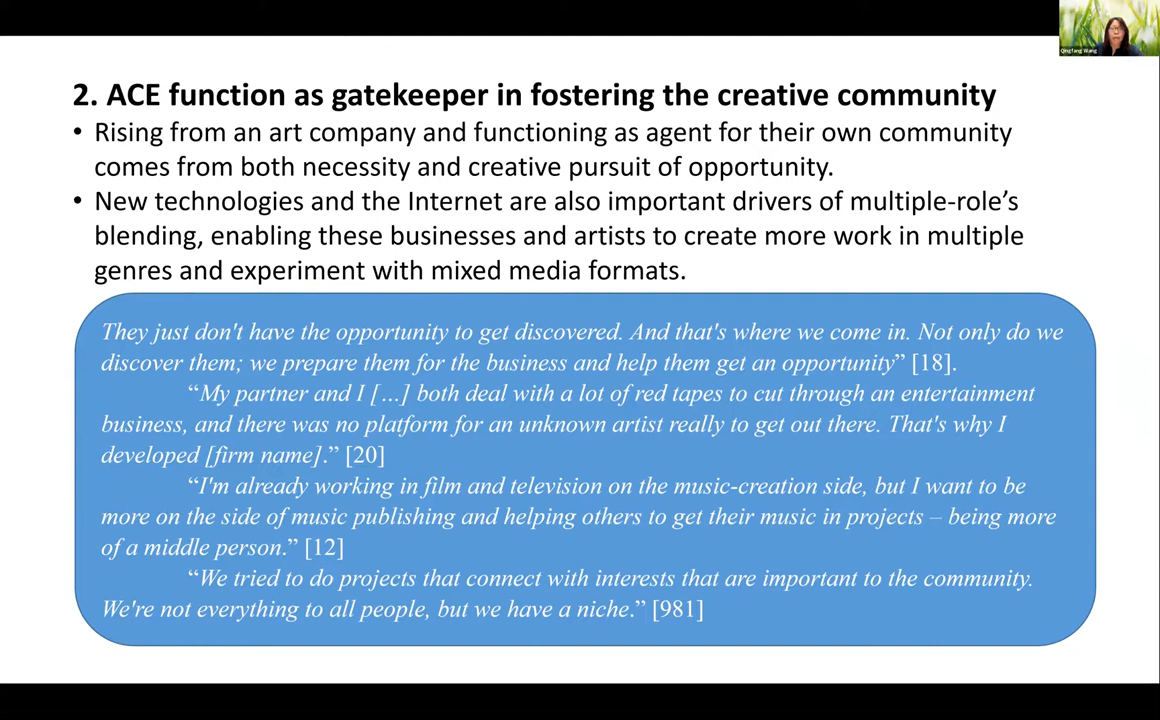 Qingfang Wang
2. ACE function as gatekeeper in fostering the creative community
• Rising from an art company and functioning as agent for their own community
comes from both necessity and creative pursuit of opportunity.
• New technologies and the Internet are also important drivers of multiple-role’s
blending, enabling these businesses and artists to create more work in multiple
genres and experiment with mixed media formats.
They just don't have the opportunity to get discovered. And that's where we come in. Not only do we
discover them; we prepare them for the business and help them get an opportunity” [18].
“My partner and I […] both deal with a lot of red tapes to cut through an entertainment
business, and there was no platform for an unknown artist really to get out there. That's why I
developed [firm name].” [20]
“I'm already working in film and television on the music-creation side, but I want to be
more on the side of music publishing and helping others to get their music in projects – being more
of a middle person.” [12]
“We tried to do projects that connect with interests that are important to the community.
We're not everything to all people, but we have a niche.” [981]